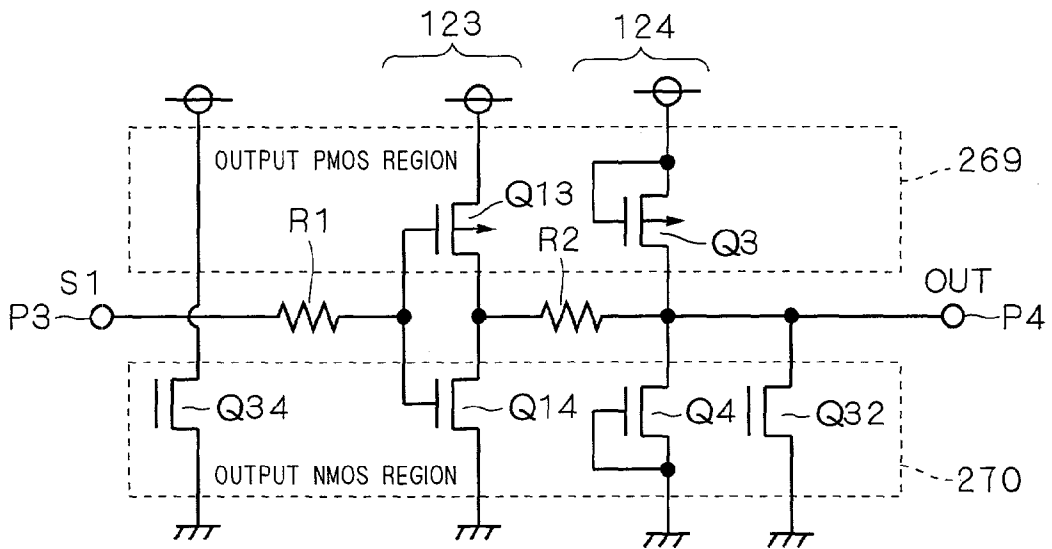 123
124
OUTPUT PMOS REGION
269
Q13
R1
R2
Q3
S1
OUT
P3
P4
Q34
Q14
Q4
Q32
OUTPUT NMOS REGION
270